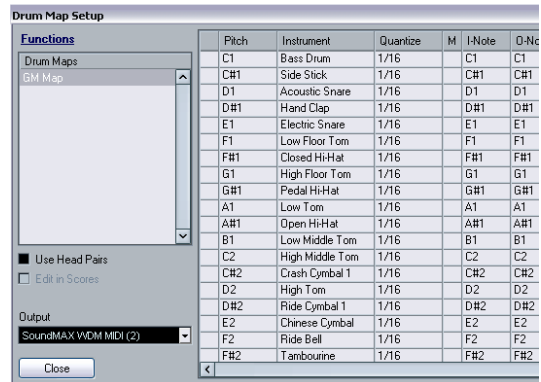 Drum Map Setup
Functions
Drum Maps
GM Map
Use Head Pairs
Edit in Scores
Output
SoundMAX WDM MIDI (2)
Close
Pitch Instrument Quantize M I-Note
C1 Bass Drum 1/16 C1 C1
C#1 Side Stick 1/16 C#1 C#1
D1 Acoustic Snare 1/16 D1 D1
D#1 Hand Clap 1/16 D#1 D#1
E1 Electric Snare 1/16 E1 E1
F1 Low Floor Tom 1/16 F1 F1
F#1 Closed Hi-Hat 1/16 F#1 F#1
G1 High Floor Tom 1/16 G1 G1
G#1 Pedal Hi-Hat 1/16 G#1 G#1
A1 Low Tom 1/16 A1 A1
A#1 Open Hi-Hat 1/16 A#1 A#1
B1 Low Middle Tom 1/16 B1 B1
C2 High Middle Tom 1/16 C2 C2
C#2 Crash Cymbal 1 1/16 C#2 C#2
D2 High Tom 1/16 D2 D2
D#2 Ride Cymbal 1 1/16 D#2 D#2
E2 Chinese Cymbal 1/16 E2 E2
F2 Ride Bell 1/16 F2 F2
F#2 Tambourine 1/16 F#2 F#2